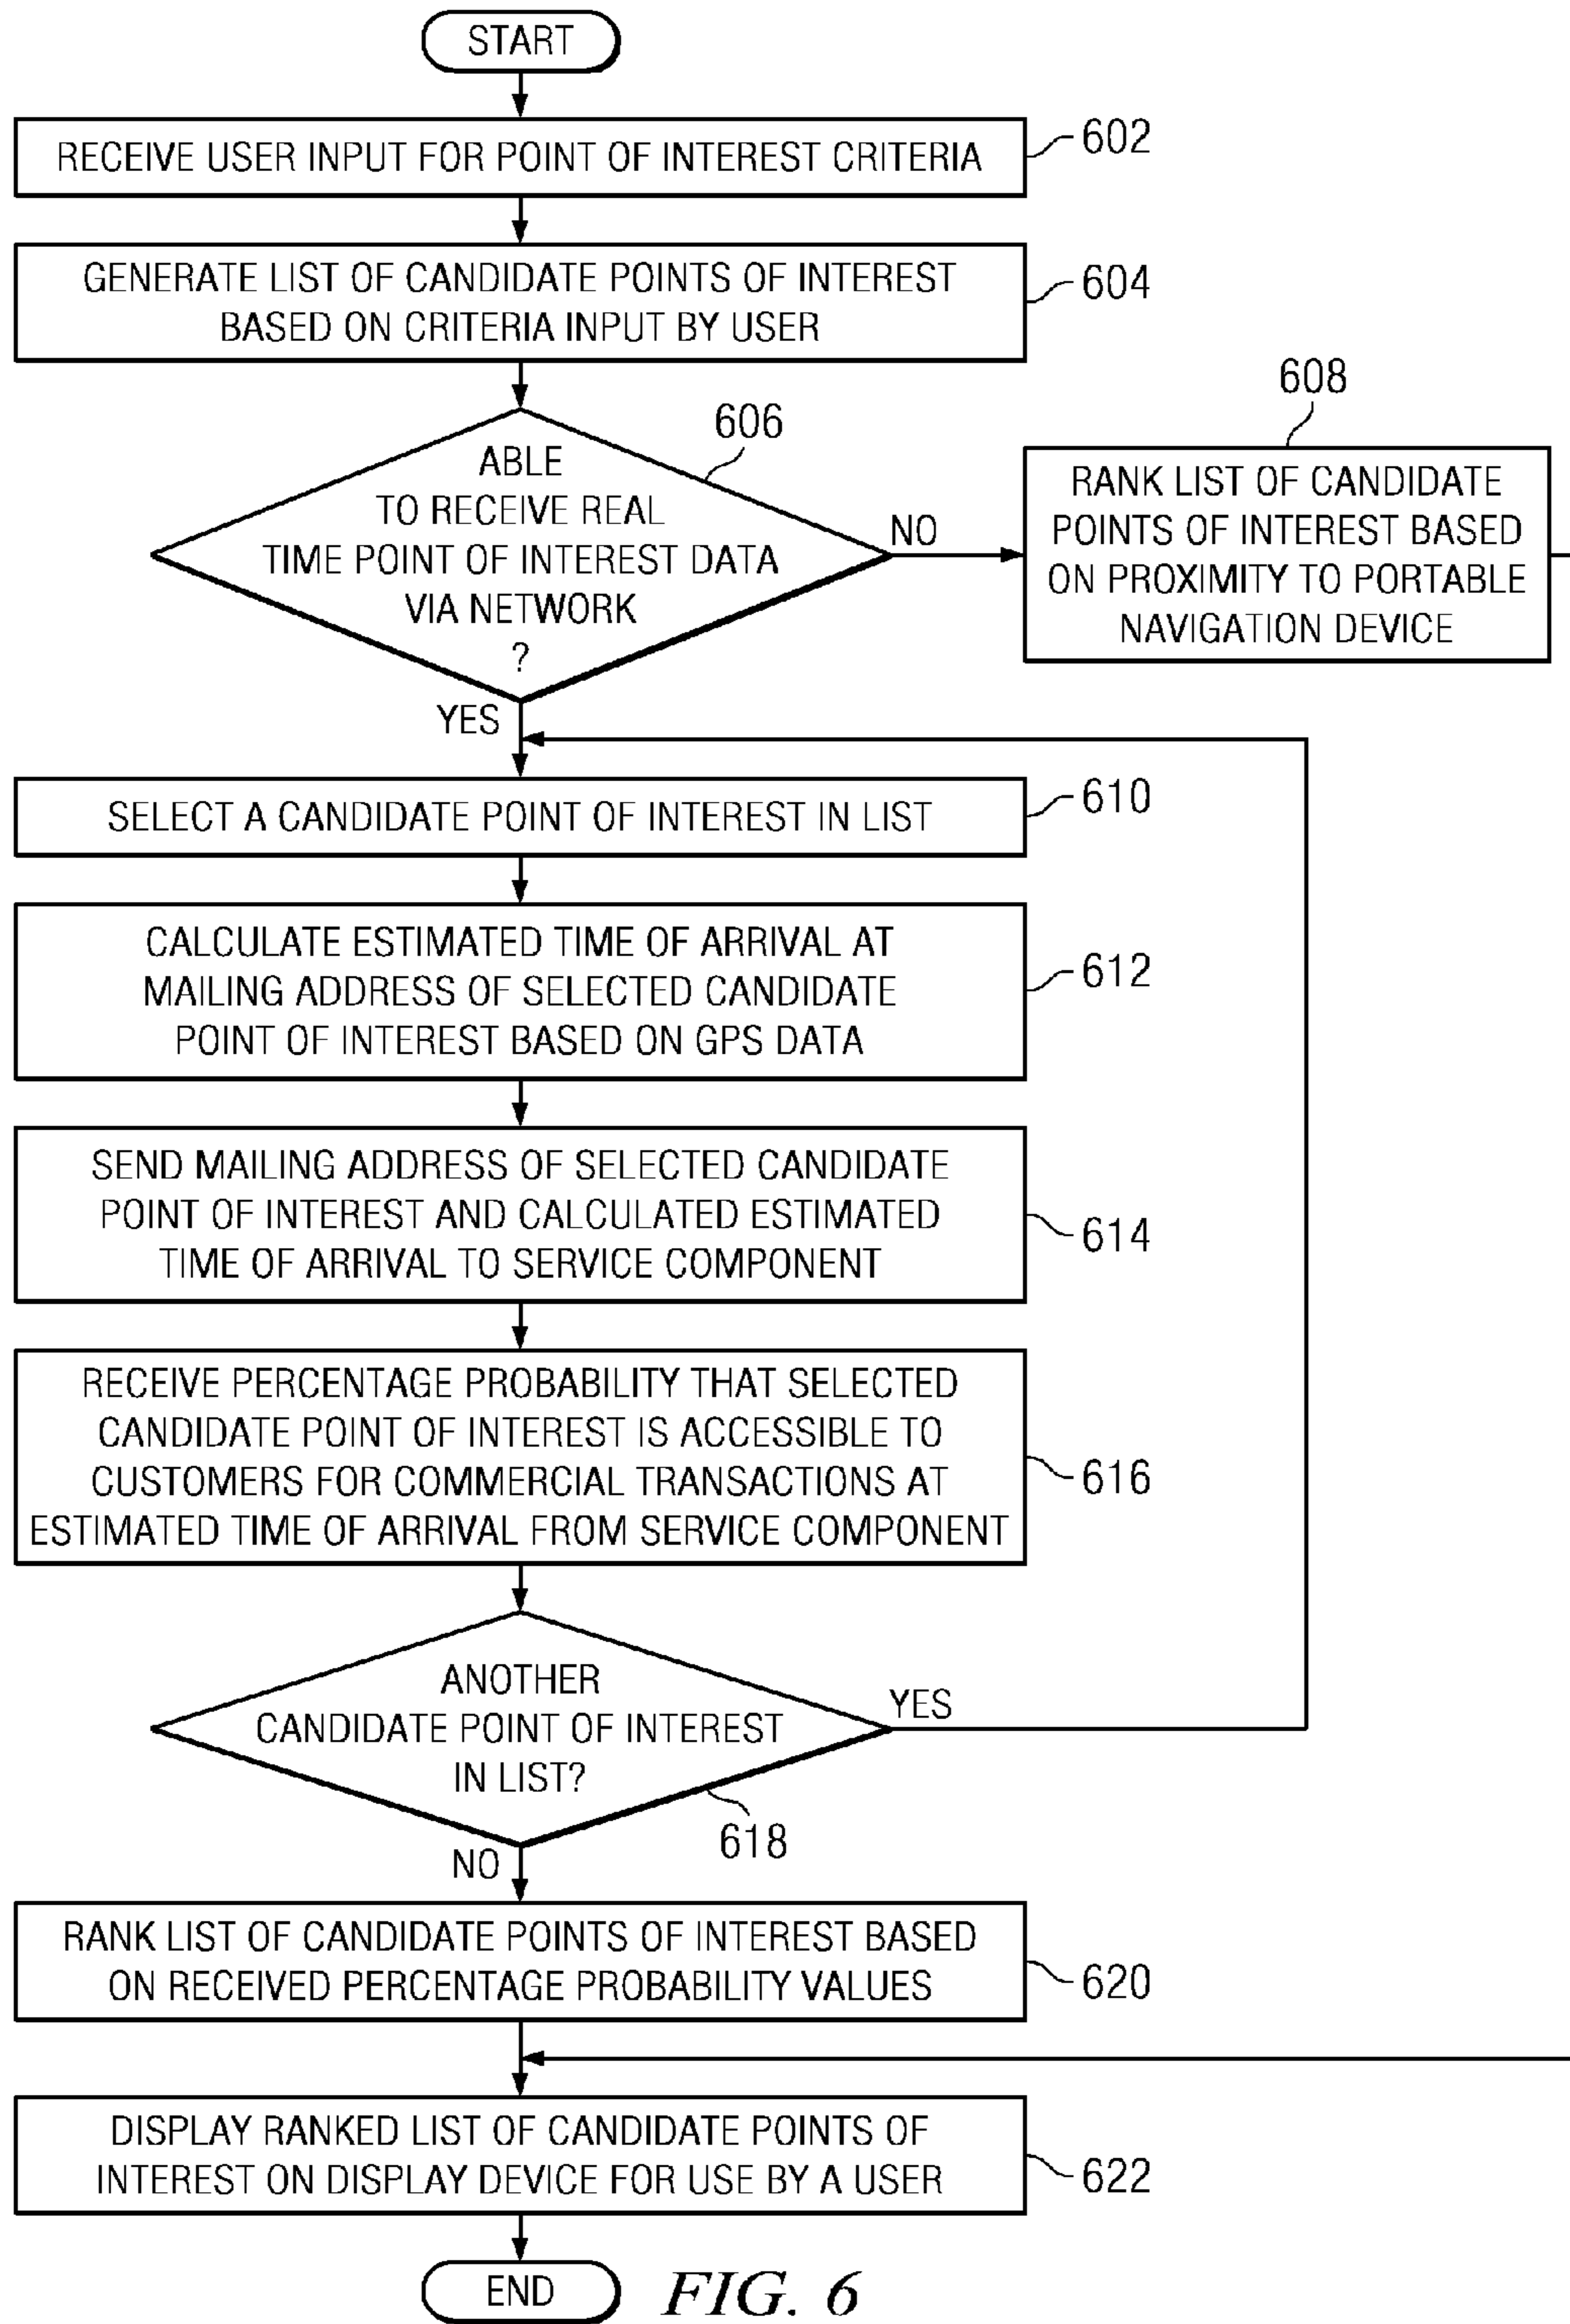 START
RECEIVE USER INPUT FOR POINT OF INTEREST CRITERIA
602
GENERATE LIST OF CANDIDATE POINTS OF INTEREST
BASED ON CRITERIA INPUT BY USER
604
606
ABLE
TO RECEIVE REAL
TIME POINT OF INTEREST DATA
VIA NETWORK
?
NO
608
RANK LIST OF CANDIDATE
POINTS OF INTEREST BASED
ON PROXIMITY TO PORTABLE
NAVIGATION DEVICE
YES
SELECT A CANDIDATE POINT OF INTEREST IN LIST
610
CALCULATE ESTIMATED TIME OF ARRIVAL AT
MAILING ADDRESS OF SELECTED CANDIDATE
POINT OF INTEREST BASED ON GPS DATA
612
SEND MAILING ADDRESS OF SELECTED CANDIDATE
POINT OF INTEREST AND CALCULATED ESTIMATED
TIME OF ARRIVAL TO SERVICE COMPONENT
614
RECEIVE PERCENTAGE PROBABILITY THAT SELECTED
CANDIDATE POINT OF INTEREST IS ACCESSIBLE TO
CUSTOMERS FOR COMMERCIAL TRANSACTIONS AT
ESTIMATED TIME OF ARRIVAL FROM SERVICE COMPONENT
616
ANOTHER
CANDIDATE POINT OF INTEREST
IN LIST?
YES
618
NO
RANK LIST OF CANDIDATE POINTS OF INTEREST BASED
ON RECEIVED PERCENTAGE PROBABILITY VALUES
620
DISPLAY RANKED LIST OF CANDIDATE POINTS OF
INTEREST ON DISPLAY DEVICE FOR USE BY A USER
622
END
FIG. 6